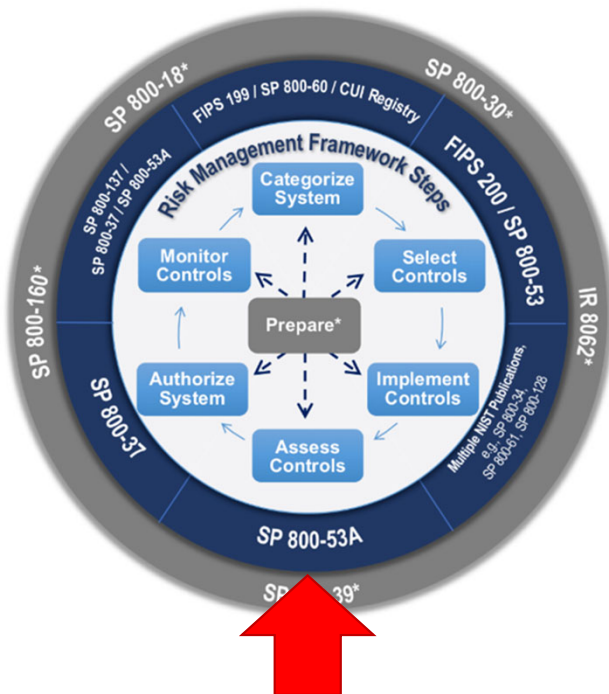 SP 800-18*
SP 800-30*
IR 8062*
39*
SP 800-160*
FIPS 199 / SP 800-60 / CUI Registry
FIPS 200 / SP 800-53
Multiple NIST Publications,
e.g., SP 800-34,
SP 800-61, SP 800-128
SP 800-53A
SP 800-37
SP 800-137 /
SP 800-37 / SP 800-53A
Risk Management Framework Steps
Categorize
System
Select
Controls
Implement
Controls
Assess
Controls
Authorize
System
Monitor
Controls
Prepare*